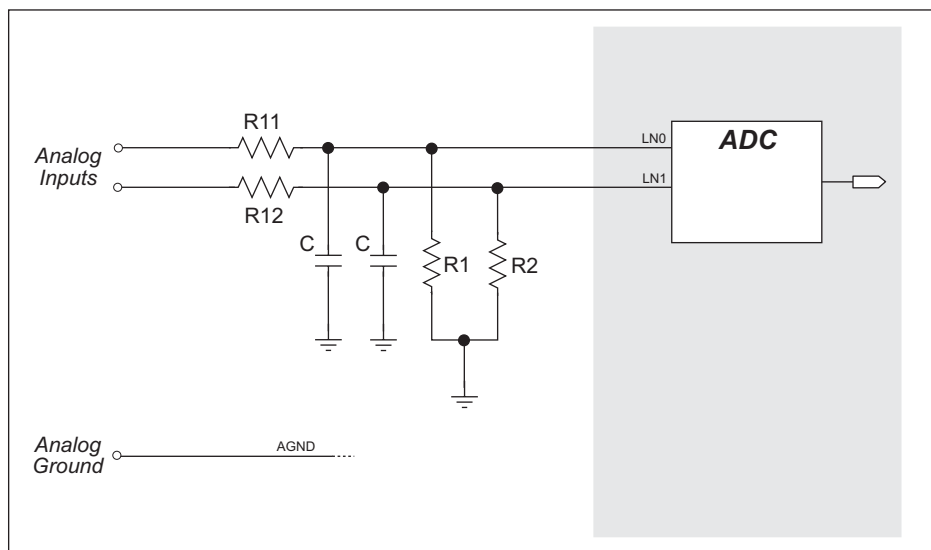 R11
Analog
Inputs
R12
LN0
LN1
ADC
C
C
R1
R2
Analog
Ground
AGND